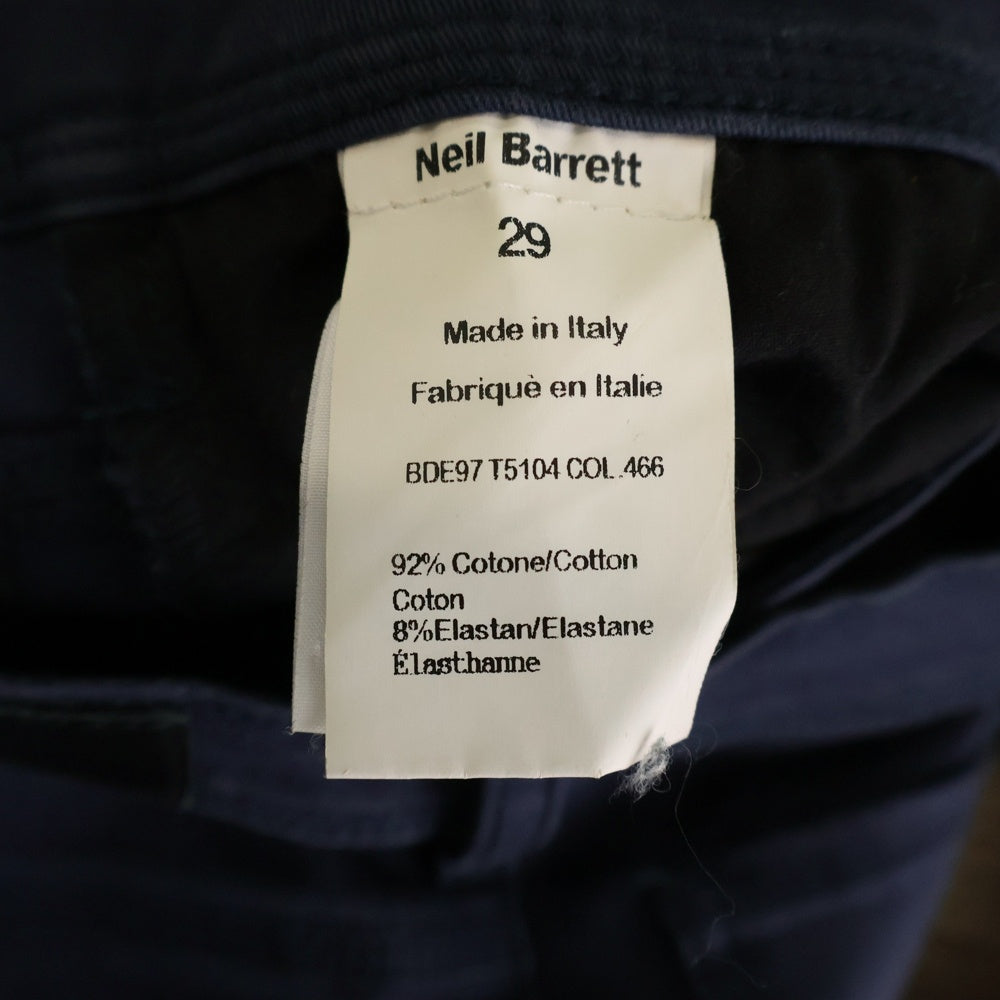 Neil Barrett
29
Made in Italy
Fabriquè en Italie
BDE97 T5104 COL.466
92% Cotone/Cotton
Coton
8%Elastan/Elastane
Élasthanne